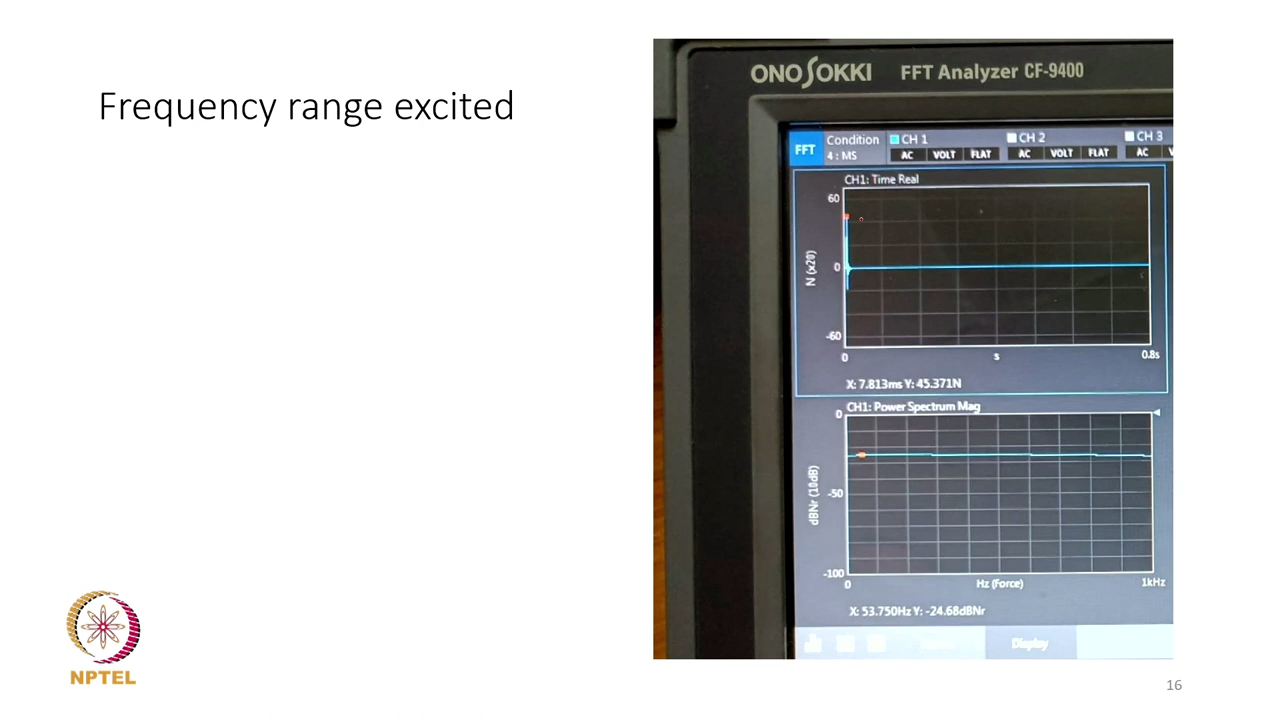 Frequency range excited
ONOSOKKI FFT Analyzer CF-9400
FFT Condition 4 : MS
CH 1 CH 2 CH 3
AC VOLT FLAT AC VOLT FLAT AC
CH1: Time Real
60
N (x20)
0
-60
0 s 0.8s
X: 7.813ms Y: 45.371N
CH1: Power Spectrum Mag
0
dBNr (10dB)
-50
-100
0 Hz (Force) 1kHz
X: 53.750Hz Y: -24.68dBNr
Display
NPTEL
16